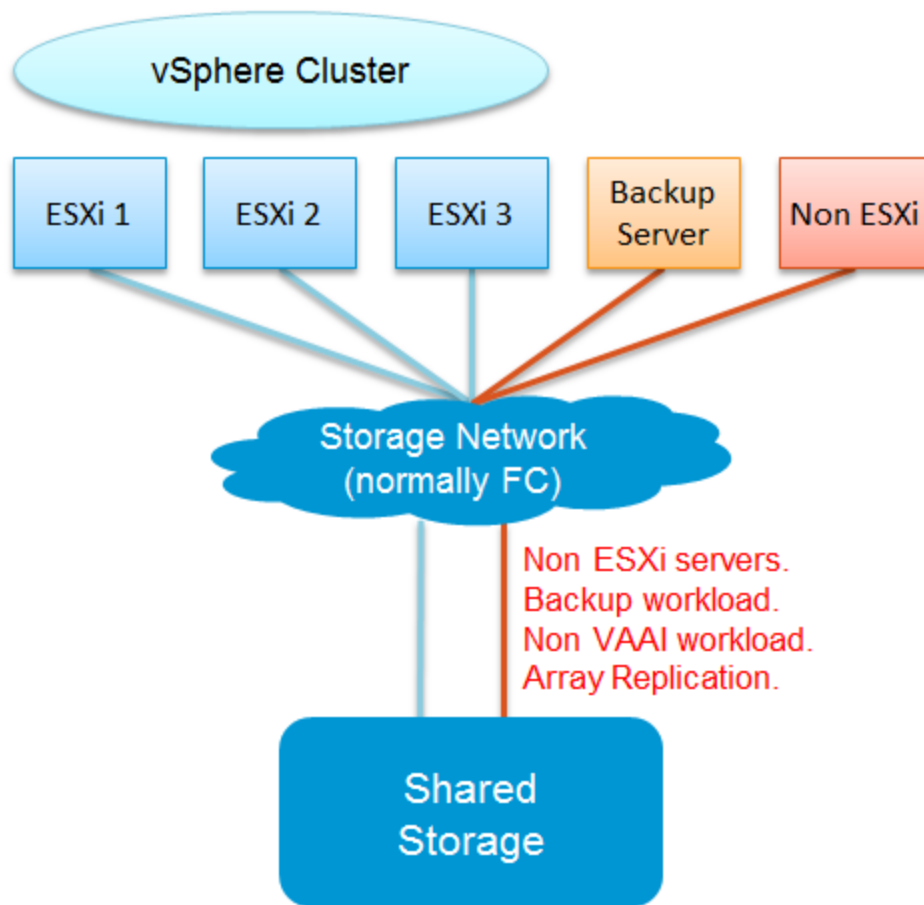 vSphere Cluster
ESXi 1
ESXi 2
ESXi 3
Backup
Server
Non ESXi
Storage Network
(normally FC)
Non ESXi servers.
Backup workload.
Non VAAI workload.
Array Replication.
Shared
Storage